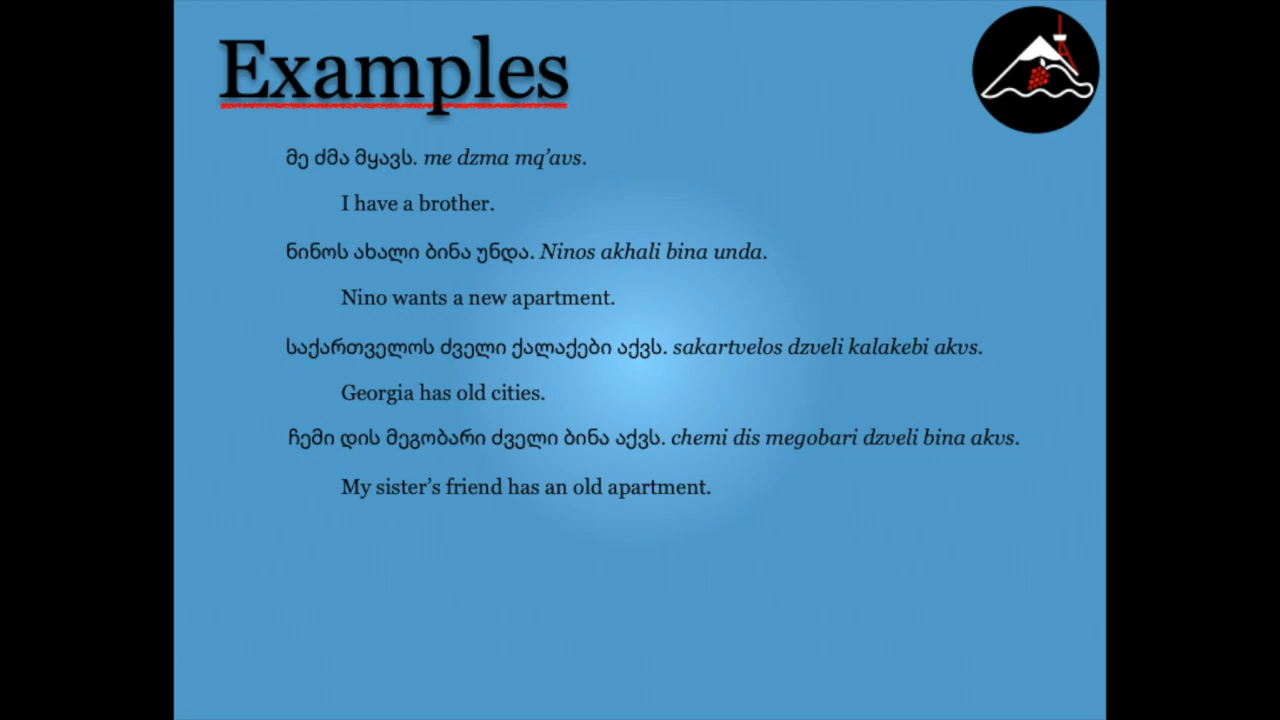 Examples
მე ძმა მყავს. me dzma mq’avs.
I have a brother.
ნინოს ახალი ბინა უნდა. Ninos akhali bina unda.
Nino wants a new apartment.
საქართველოს ძველი ქალაქები აქვს. sakartvelos dzveli kalakebi akvs.
Georgia has old cities.
ჩემი დის მეგობარი ძველი ბინა აქვს. chemi dis megobari dzveli bina akvs.
My sister’s friend has an old apartment.